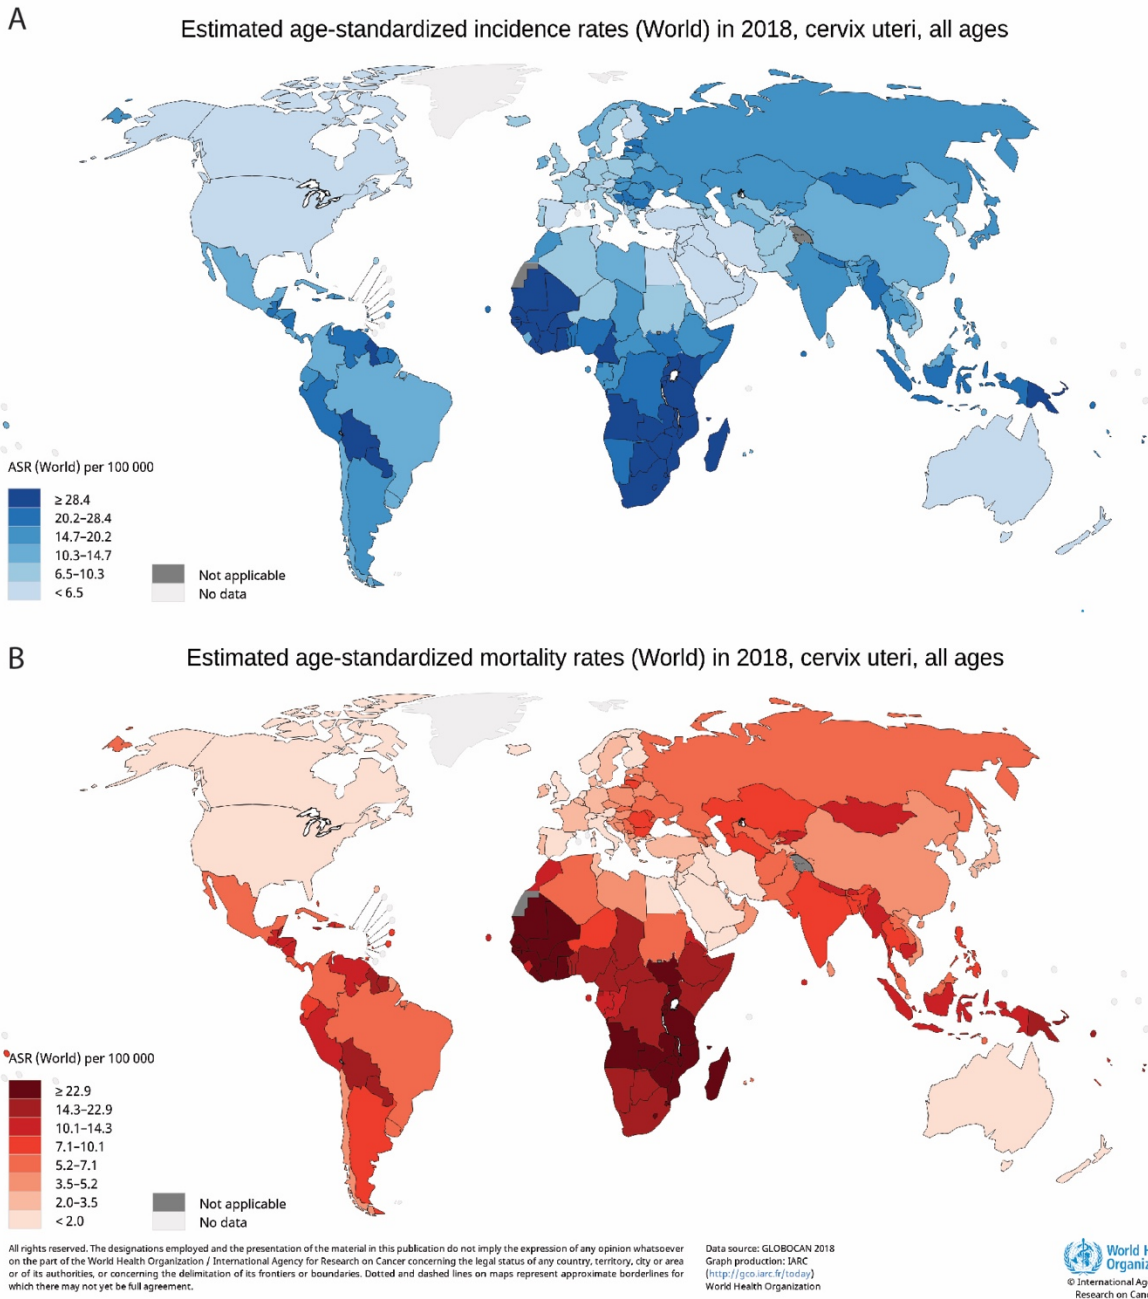 A
Estimated age-standardized incidence rates (World) in 2018, cervix uteri, all ages
ASR (World) per 100 000
≥ 28.4
20.2–28.4
14.7–20.2
10.3–14.7
6.5–10.3
< 6.5
Not applicable
No data
B
Estimated age-standardized mortality rates (World) in 2018, cervix uteri, all ages
ASR (World) per 100 000
≥ 22.9
14.3–22.9
10.1–14.3
7.1–10.1
5.2–7.1
3.5–5.2
2.0–3.5
< 2.0
Not applicable
No data
All rights reserved. The designations employed and the presentation of the material in this publication do not imply the expression of any opinion whatsoever
on the part of the World Health Organization / International Agency for Research on Cancer concerning the legal status of any country, territory, city or area
or of its authorities, or concerning the delimitation of its frontiers or boundaries. Dotted and dashed lines on maps represent approximate borderlines for
which there may not yet be full agreement.
Data source: GLOBOCAN 2018
Graph production: IARC
(http://gco.iarc.fr/today)
World Health Organization
World H
Organiz
© International Age
Research on Can